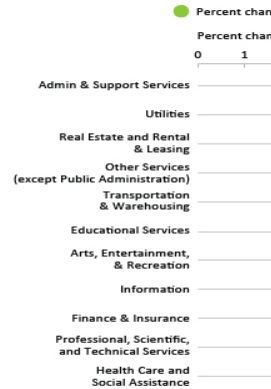 Percent chan
Percent chan
0 1
Admin & Support Services
Utilities
Real Estate and Rental
& Leasing
Other Services
(except Public Administration)
Transportation
& Warehousing
Educational Services
Arts, Entertainment,
& Recreation
Information
Finance & Insurance
Professional, Scientific,
and Technical Services
Health Care and
Social Assistance